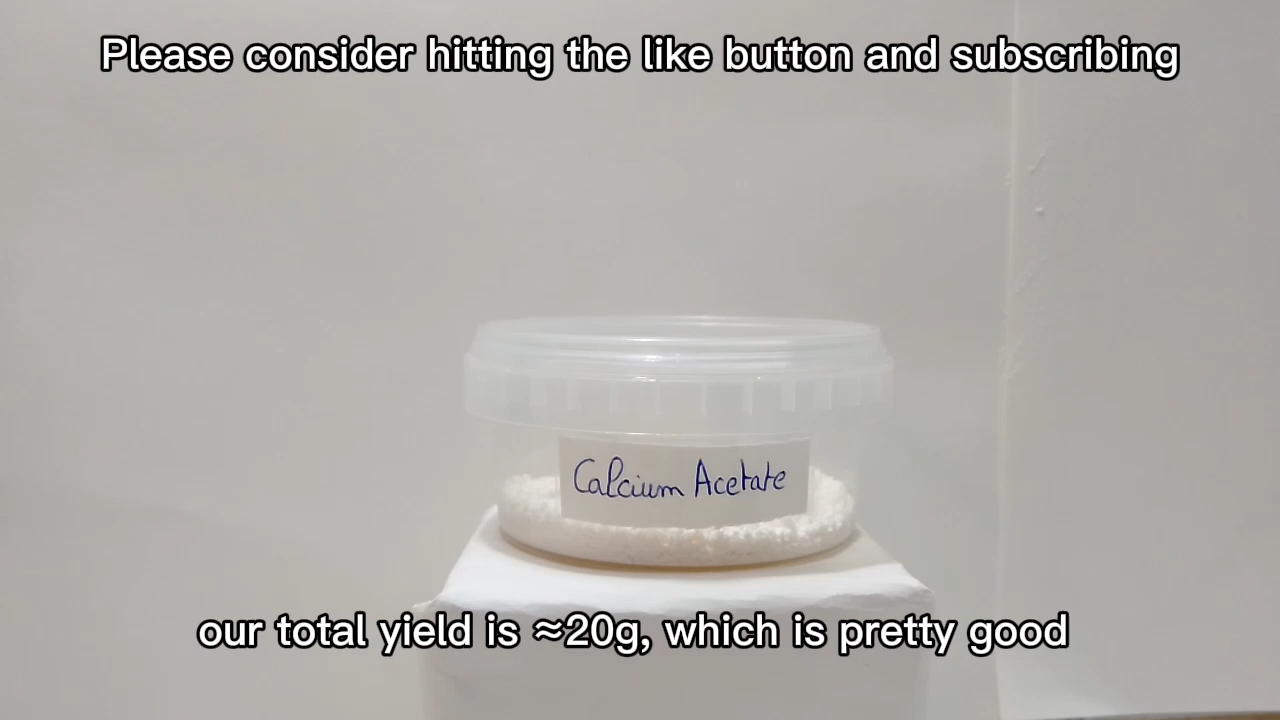 Please consider hitting the like button and subscribing
Calcium Acetate
our total yield is ≈20g, which is pretty good